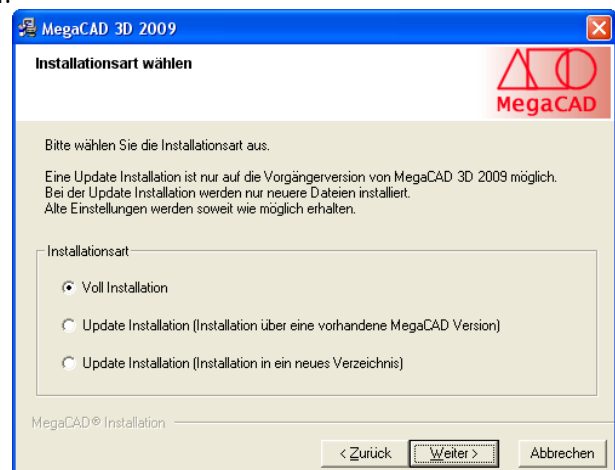 MegaCAD 3D 2009
Installationsart wählen
MegaCAD
Bitte wählen Sie die Installationsart aus.
Eine Update Installation ist nur auf die Vorgängerversion von MegaCAD 3D 2009 möglich.
Bei der Update Installation werden nur neuere Dateien installiert.
Alte Einstellungen werden soweit wie möglich erhalten.
Installationsart
Voll Installation
Update Installation (Installation über eine vorhandene MegaCAD Version)
Update Installation (Installation in ein neues Verzeichnis)
MegaCAD® Installation
< Zurück Weiter > Abbrechen